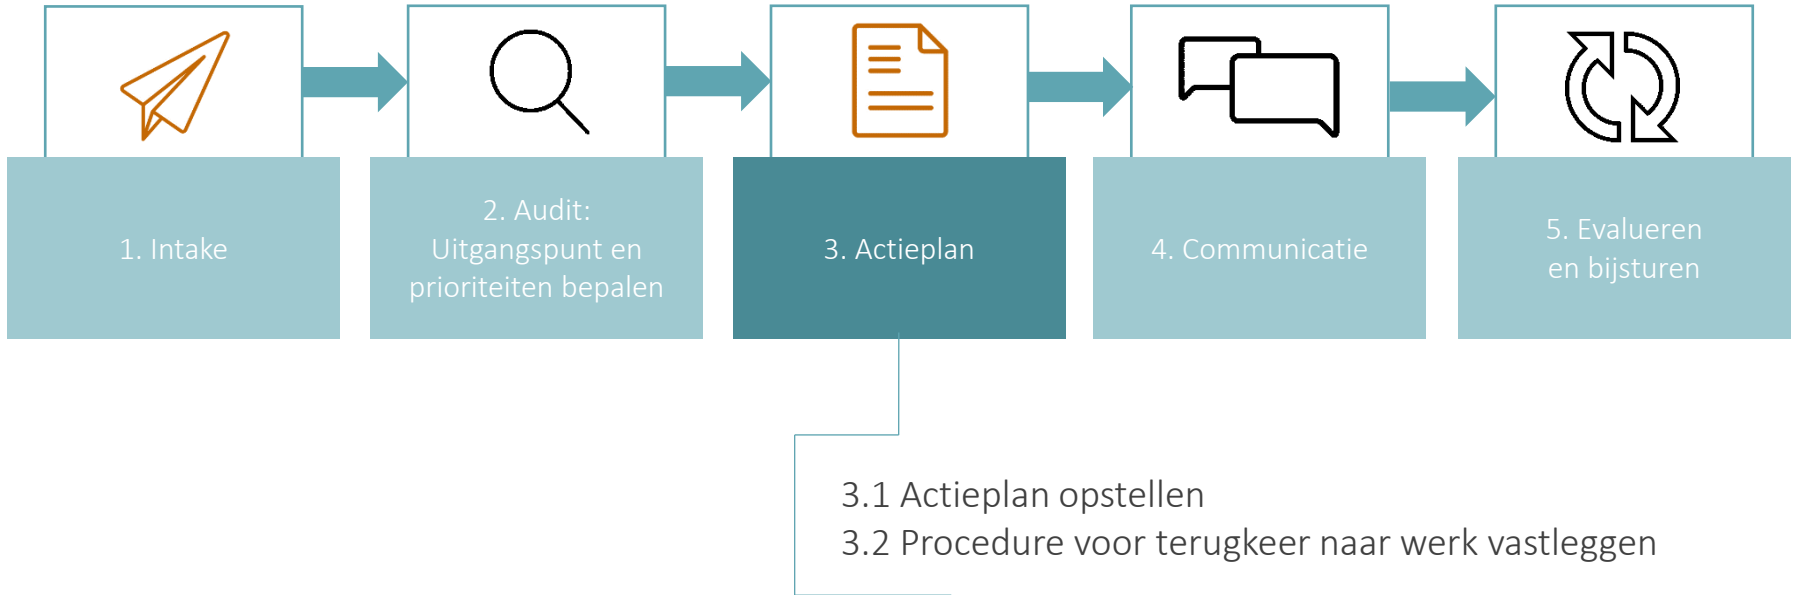 1. Intake
2. Audit:
Uitgangspunt en
prioriteiten bepalen
3. Actieplan
4. Communicatie
5. Evalueren
en bijsturen
3.1 Actieplan opstellen
3.2 Procedure voor terugkeer naar werk vastleggen